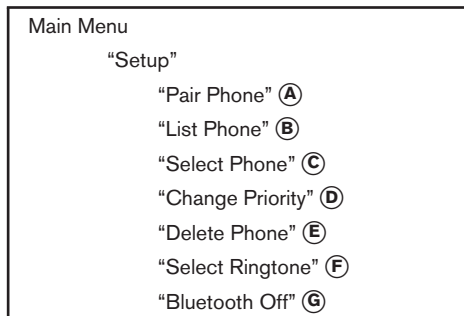 Main Menu
“Setup”
“Pair Phone” Ⓐ
“List Phone” Ⓑ
“Select Phone” Ⓒ
“Change Priority” Ⓓ
“Delete Phone” Ⓔ
“Select Ringtone” Ⓕ
“Bluetooth Off” Ⓖ